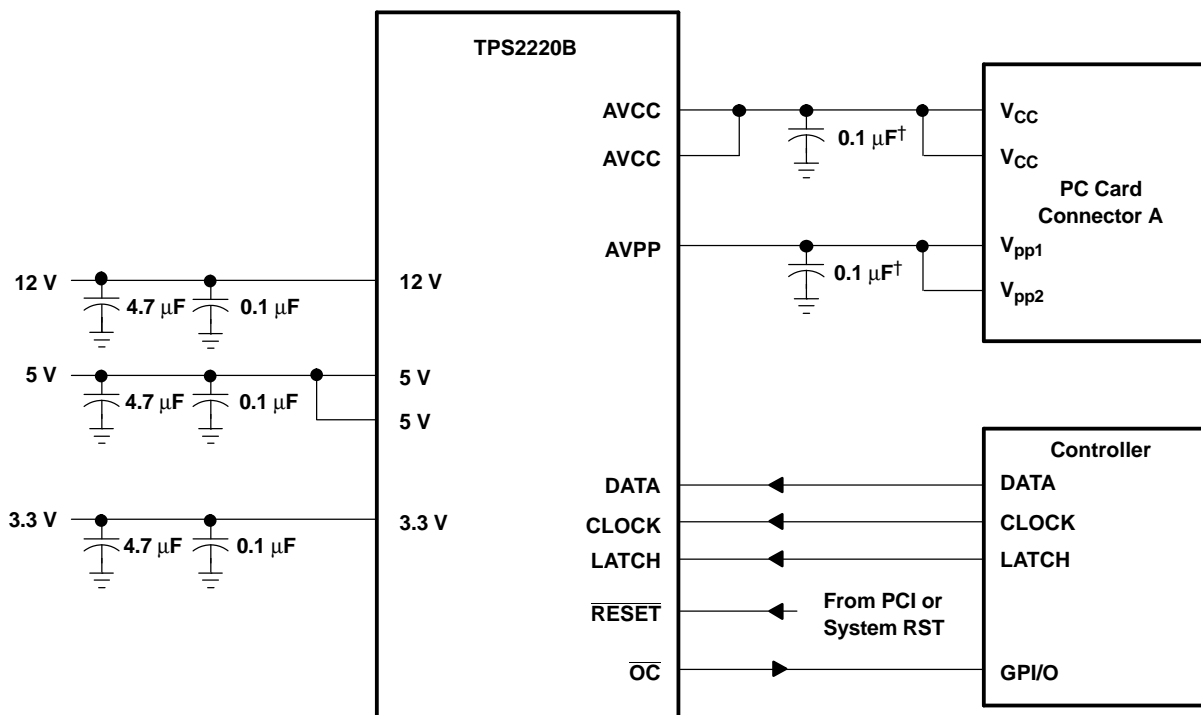 TPS2220B
AVCC
AVCC
AVPP
0.1 μF†
0.1 μF†
VCC
VCC
PC Card
Connector A
Vpp1
Vpp2
12 V
4.7 μF
0.1 μF
12 V
5 V
4.7 μF
0.1 μF
5 V
5 V
3.3 V
4.7 μF
0.1 μF
3.3 V
DATA
CLOCK
LATCH
RESET
OC
From PCI or
System RST
Controller
DATA
CLOCK
LATCH
GPI/O